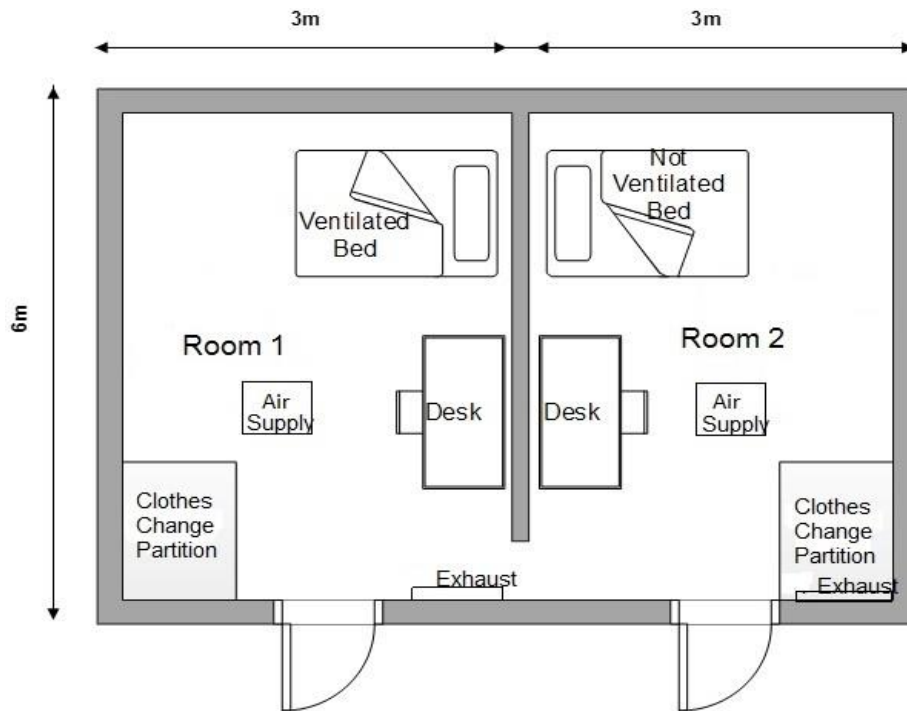 3m
3m
6m
Ventilated
Bed
Not
Ventilated
Bed
Room 1
Room 2
Air
Supply
Desk
Desk
Air
Supply
Clothes
Change
Partition
Clothes
Change
Partition
Exhaust
Exhaust